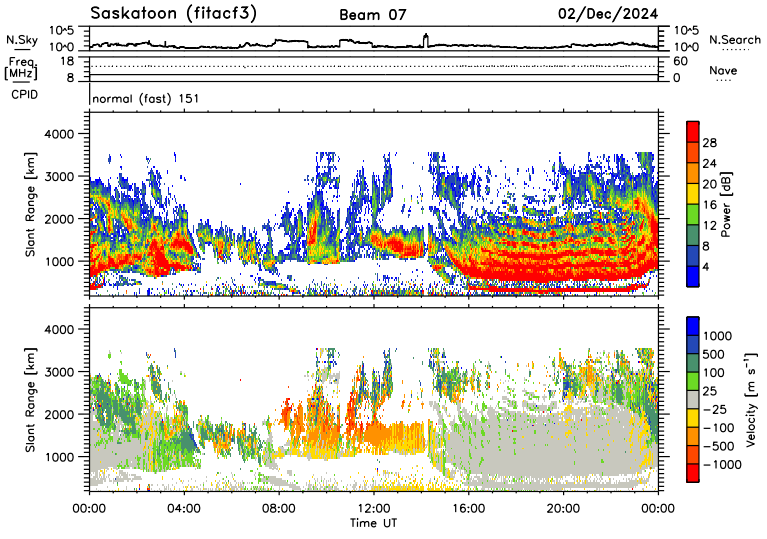 Saskatoon (fitacf3) Beam 07 02/Dec/2024
N.Sky 10^5 10^0 10^5 10^0 N.Search
Freq. [MHz] 18 8 60 0 Nave
CPID normal (fast) 151
Slant Range [km]
4000
3000
2000
1000
28
24
20
16
12
8
4
Power [dB]
Slant Range [km]
4000
3000
2000
1000
1000
500
100
25
-25
-100
-500
-1000
Velocity [m s^-1]
00:00 04:00 08:00 12:00 16:00 20:00 00:00
Time UT